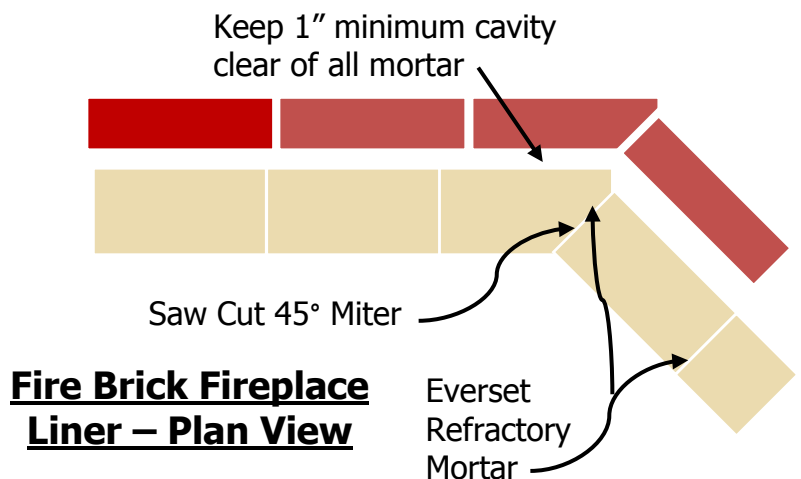 Keep 1” minimum cavity
clear of all mortar
Saw Cut 45° Miter
Fire Brick Fireplace
Liner – Plan View
Everset
Refractory
Mortar